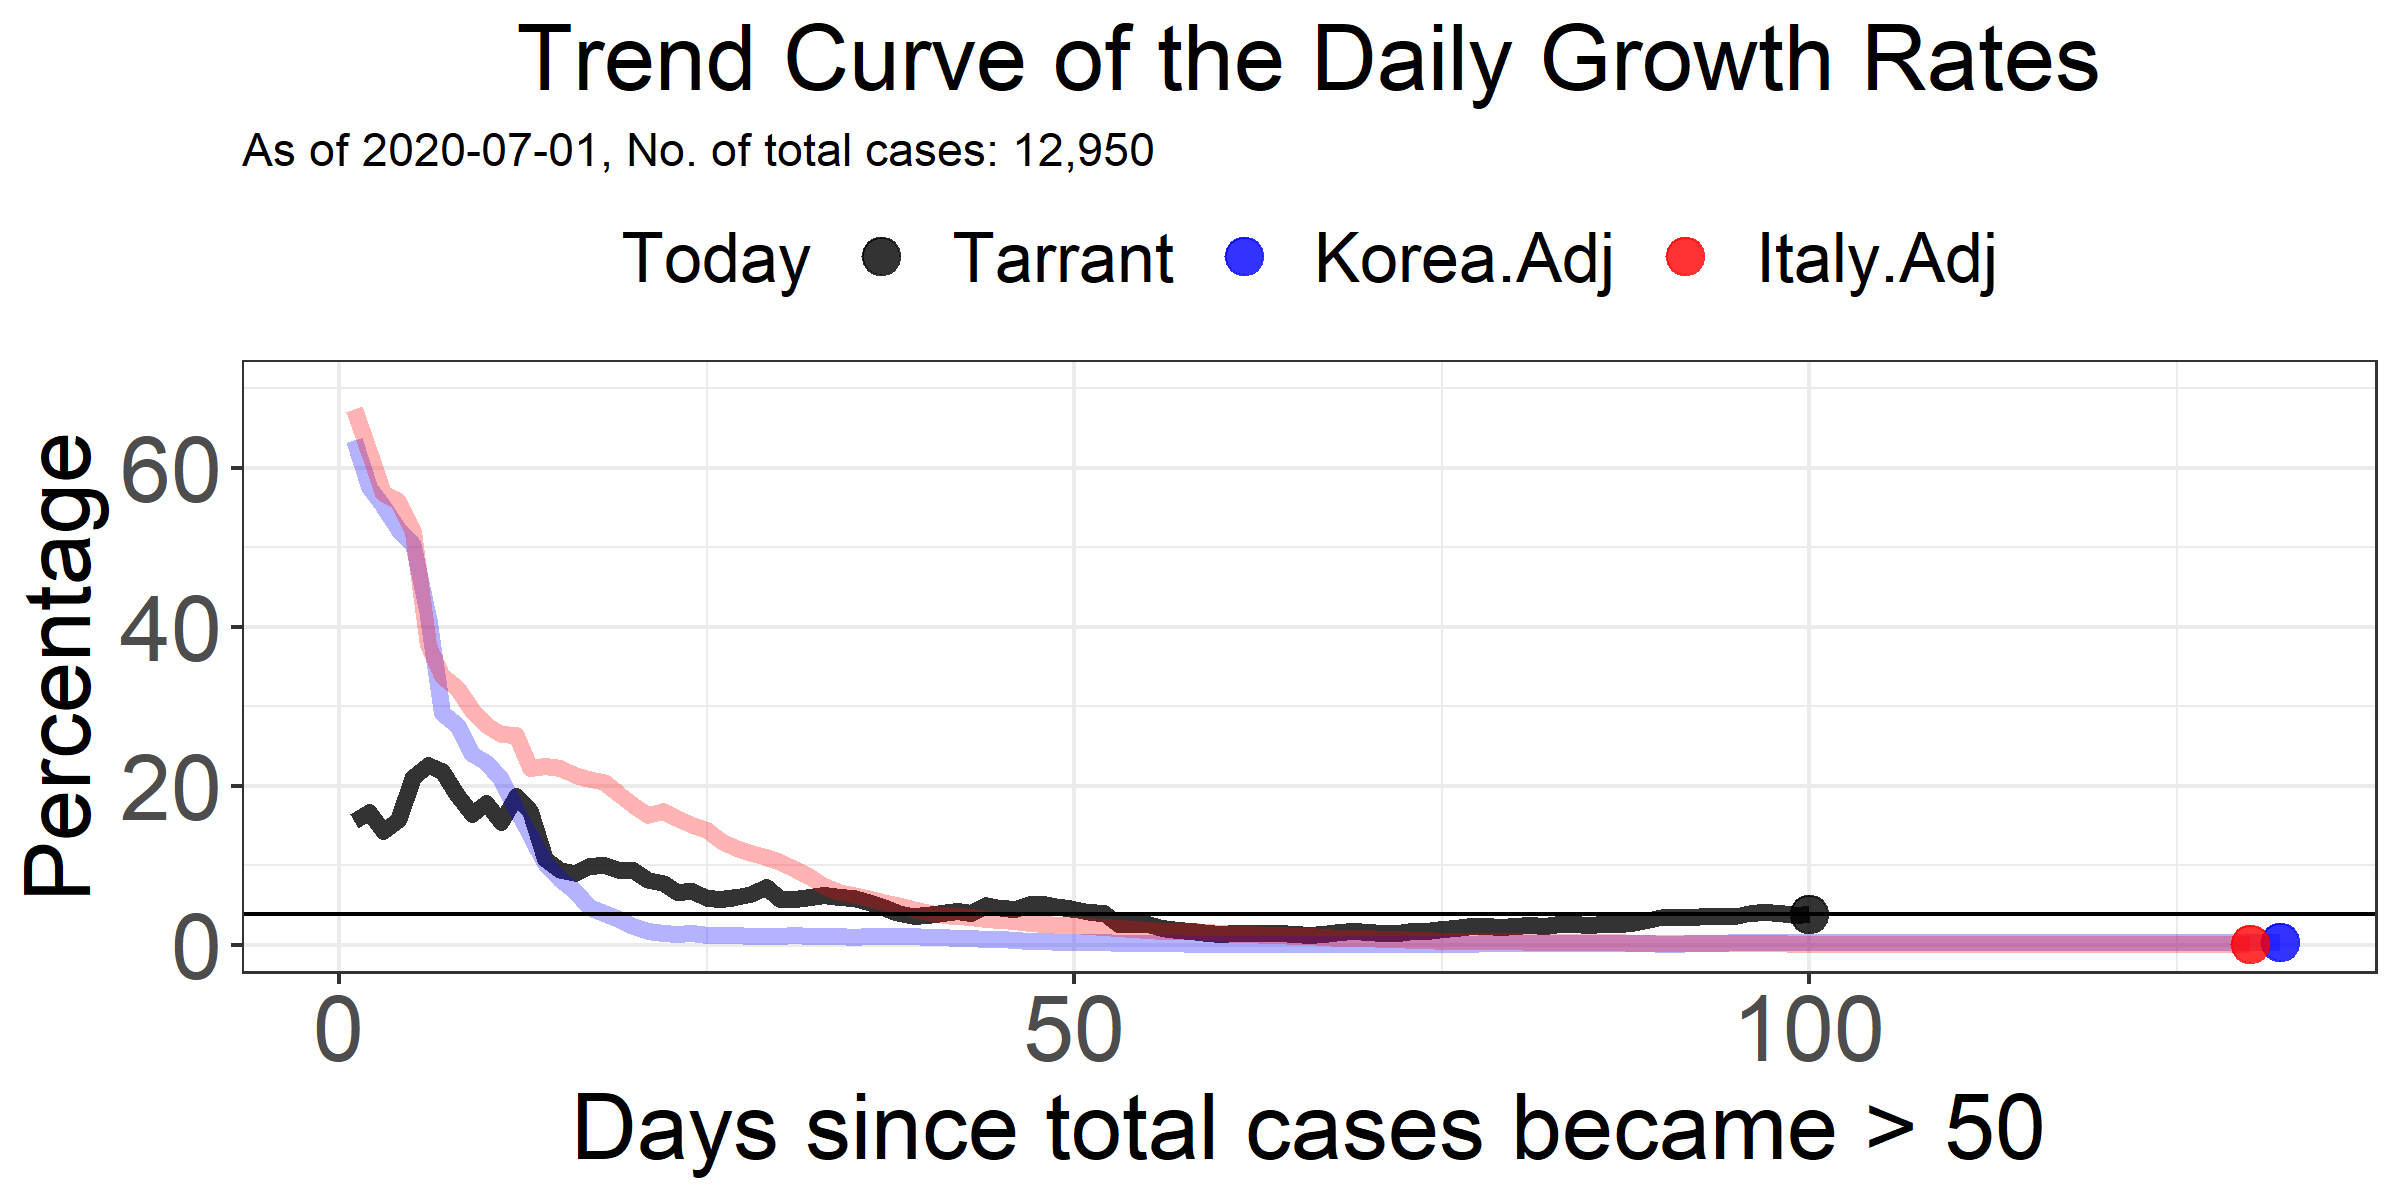 Trend Curve of the Daily Growth Rates
As of 2020-07-01, No. of total cases: 12,950
Today Tarrant Korea.Adj Italy.Adj
Percentage
60
40
20
0
0 50 100
Days since total cases became > 50